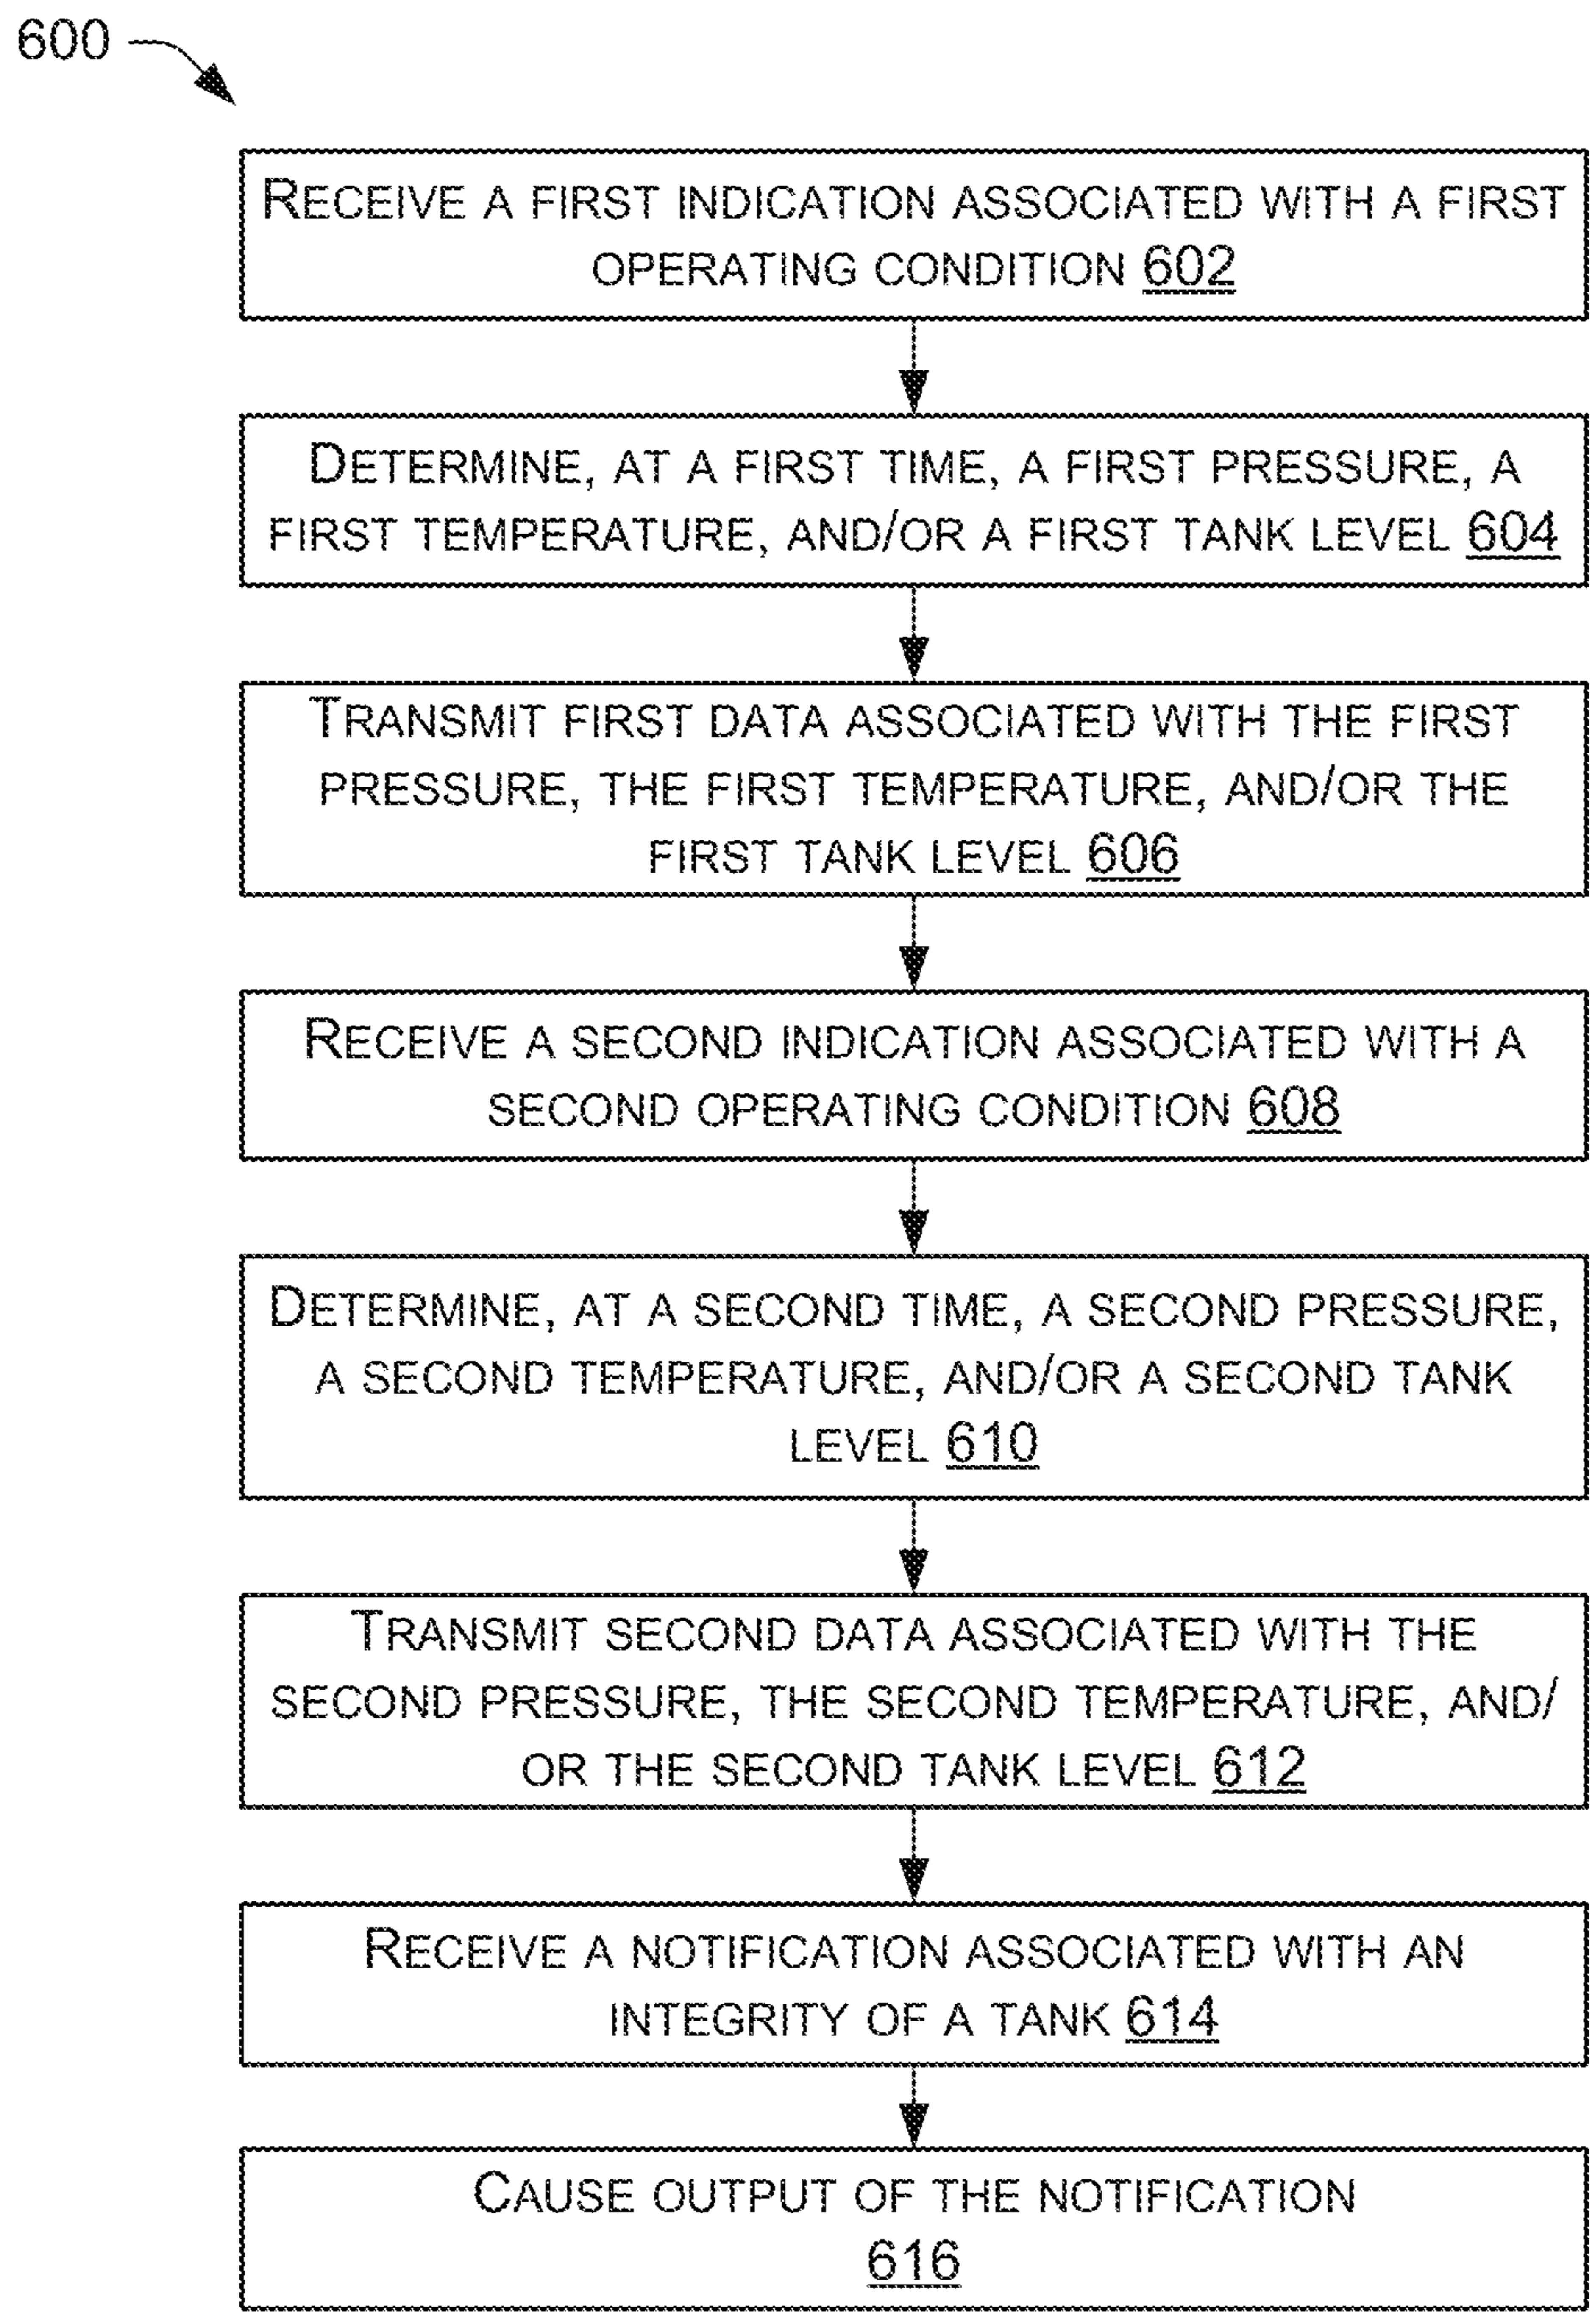 600
RECEIVE A FIRST INDICATION ASSOCIATED WITH A FIRST
OPERATING CONDITION 602
DETERMINE, AT A FIRST TIME, A FIRST PRESSURE, A
FIRST TEMPERATURE, AND/OR A FIRST TANK LEVEL 604
TRANSMIT FIRST DATA ASSOCIATED WITH THE FIRST
PRESSURE, THE FIRST TEMPERATURE, AND/OR THE
FIRST TANK LEVEL 606
RECEIVE A SECOND INDICATION ASSOCIATED WITH A
SECOND OPERATING CONDITION 608
DETERMINE, AT A SECOND TIME, A SECOND PRESSURE,
A SECOND TEMPERATURE, AND/OR A SECOND TANK
LEVEL 610
TRANSMIT SECOND DATA ASSOCIATED WITH THE
SECOND PRESSURE, THE SECOND TEMPERATURE, AND/
OR THE SECOND TANK LEVEL 612
RECEIVE A NOTIFICATION ASSOCIATED WITH AN
INTEGRITY OF A TANK 614
CAUSE OUTPUT OF THE NOTIFICATION
616